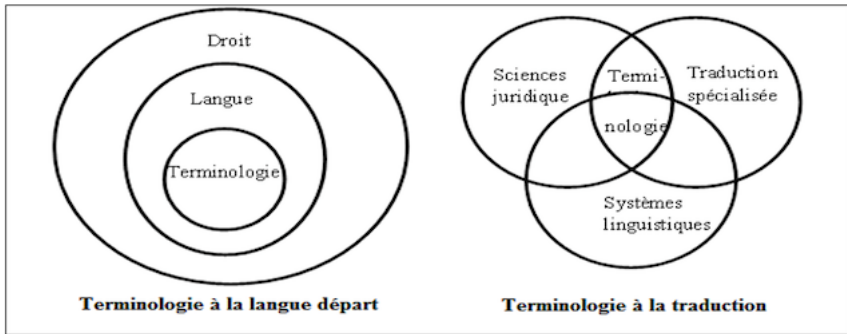 Droit
Langue
Terminologie
Terminologie à la langue départ
Sciences
juridique
Termi-
nologie
Traduction
spécialisée
Systèmes
linguistiques
Terminologie à la traduction